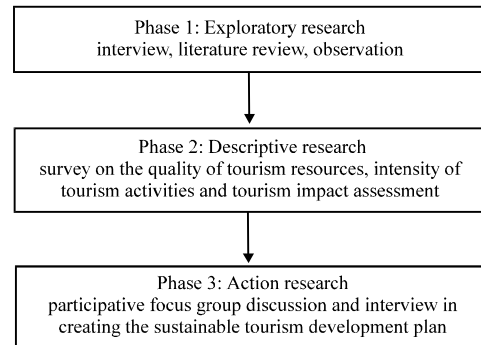 Phase 1: Exploratory research
interview, literature review, observation
Phase 2: Descriptive research
survey on the quality of tourism resources, intensity of
tourism activities and tourism impact assessment
Phase 3: Action research
participative focus group discussion and interview in
creating the sustainable tourism development plan